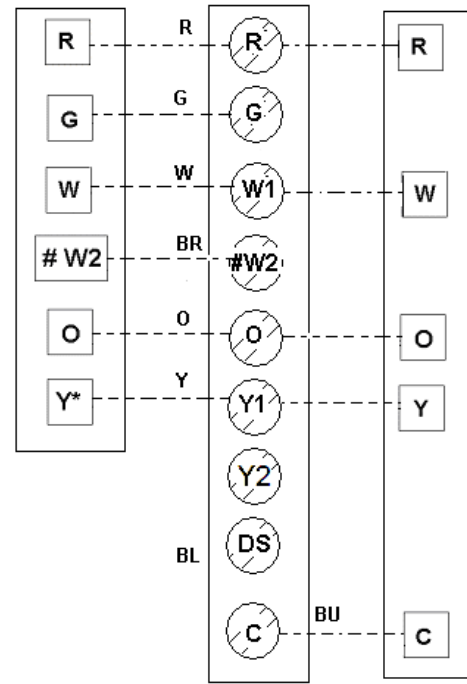 R R R R
G G G
W W W1 W
# W2 BR #W2
O O O O
Y* Y Y1 Y
Y2
BL DS
C BU C